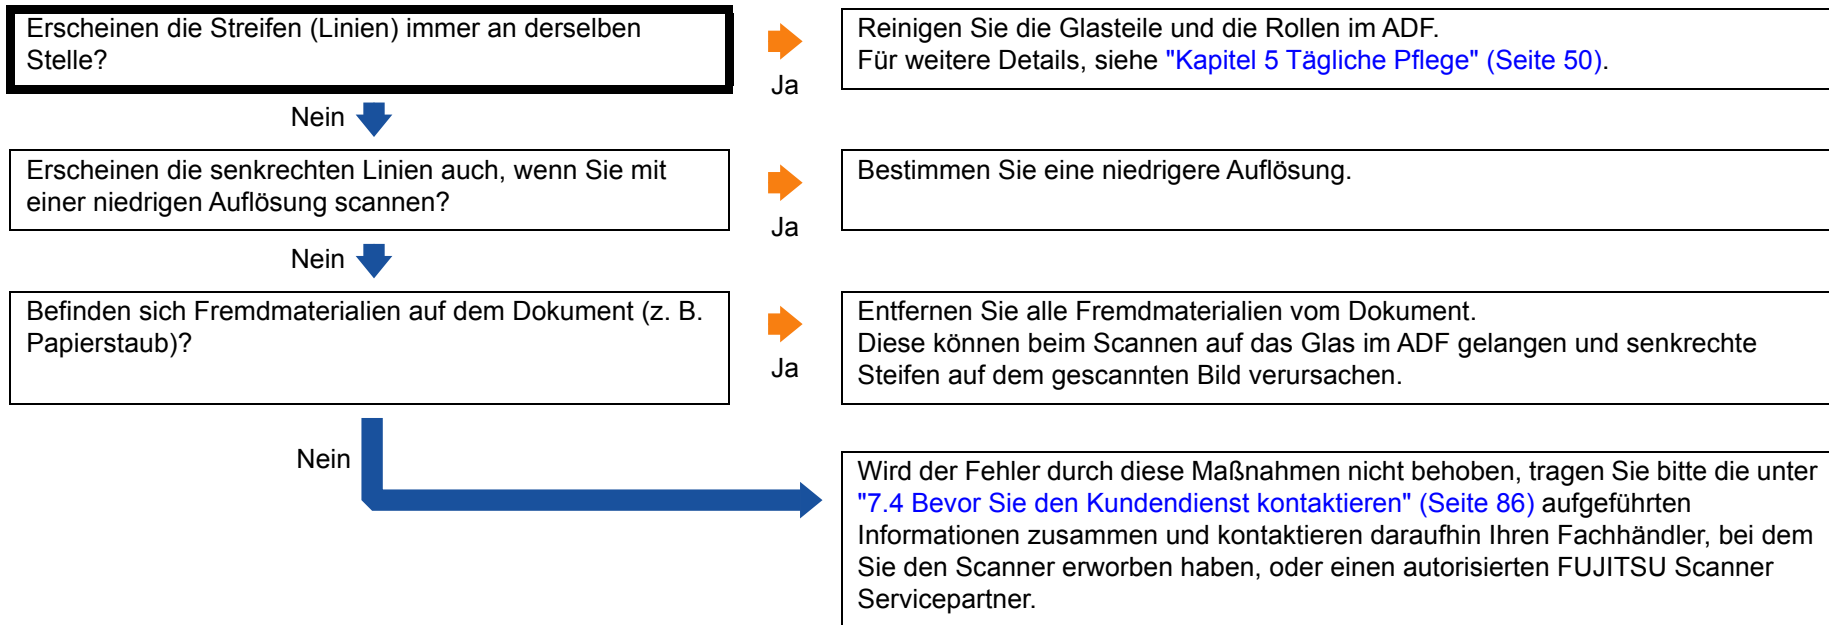 Erscheinen die Streifen (Linien) immer an derselben
Stelle?
Ja
Reinigen Sie die Glasteile und die Rollen im ADF.
Für weitere Details, siehe "Kapitel 5 Tägliche Pflege" (Seite 50).
Nein
Erscheinen die senkrechten Linien auch, wenn Sie mit
einer niedrigen Auflösung scannen?
Ja
Bestimmen Sie eine niedrigere Auflösung.
Nein
Befinden sich Fremdmaterialien auf dem Dokument (z. B.
Papierstaub)?
Ja
Entfernen Sie alle Fremdmaterialien vom Dokument.
Diese können beim Scannen auf das Glas im ADF gelangen und senkrechte
Steifen auf dem gescannten Bild verursachen.
Nein
Wird der Fehler durch diese Maßnahmen nicht behoben, tragen Sie bitte die unter
"7.4 Bevor Sie den Kundendienst kontaktieren" (Seite 86) aufgeführten
Informationen zusammen und kontaktieren daraufhin Ihren Fachhändler, bei dem
Sie den Scanner erworben haben, oder einen autorisierten FUJITSU Scanner
Servicepartner.